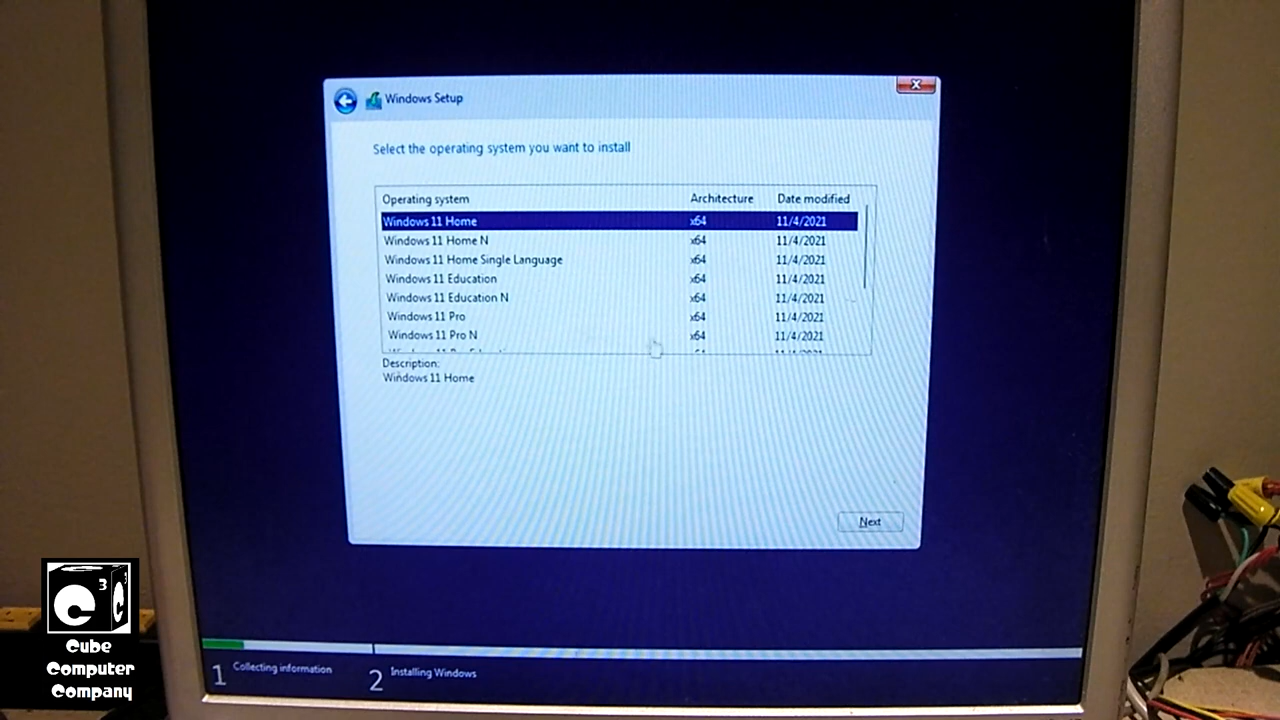 Windows Setup
x
Select the operating system you want to install
Operating system Architecture Date modified
Windows 11 Home x64 11/4/2021
Windows 11 Home N x64 11/4/2021
Windows 11 Home Single Language x64 11/4/2021
Windows 11 Education x64 11/4/2021
Windows 11 Education N x64 11/4/2021
Windows 11 Pro x64 11/4/2021
Windows 11 Pro N x64 11/4/2021
Description:
Windows 11 Home
Next
1 Collecting information 2 Installing Windows
C3C
Cube
Computer
Company